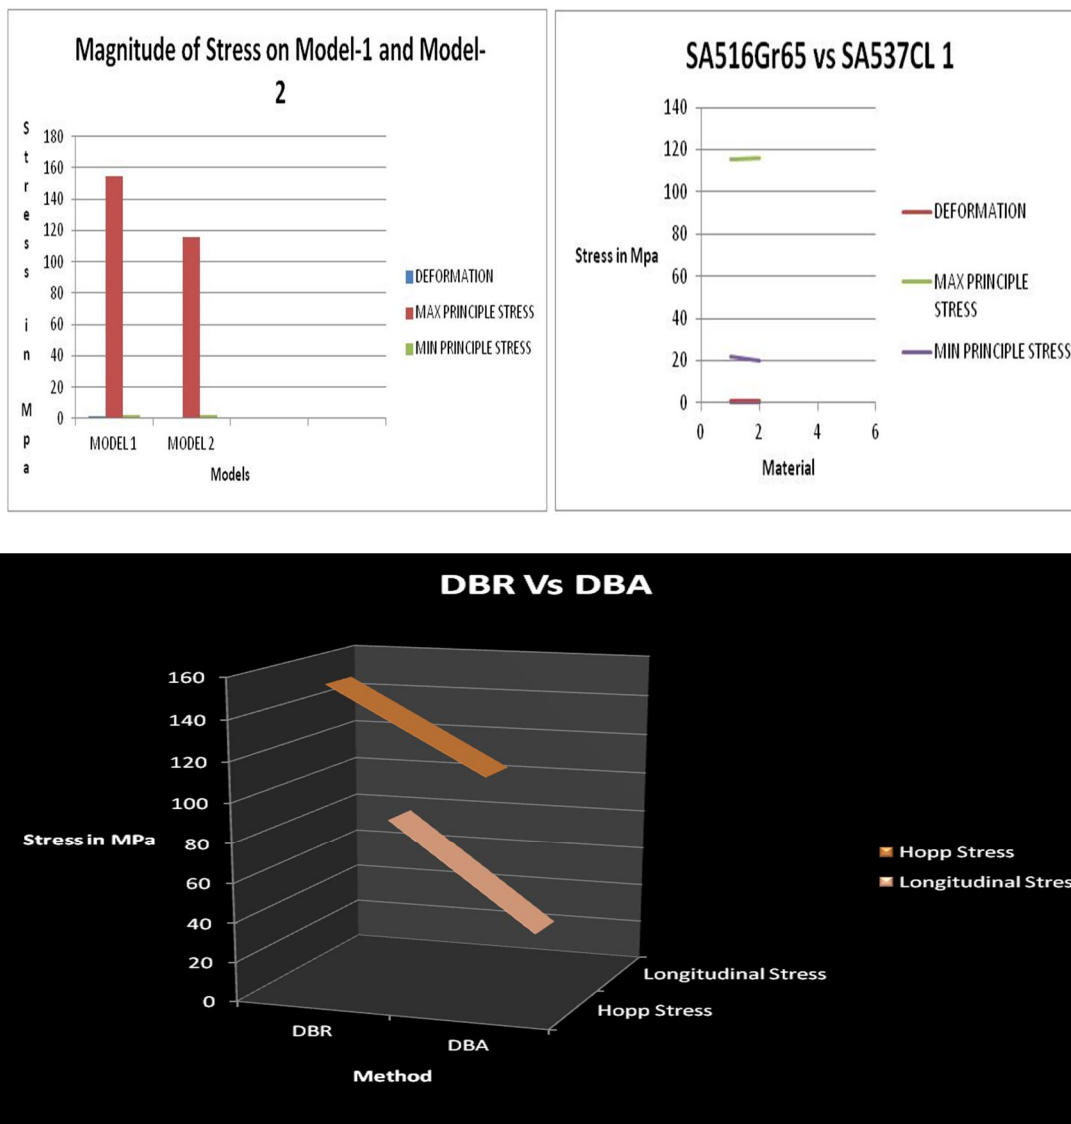 Magnitude of Stress on Model-1 and Model-
2
Stress in Mpa
180
160
140
120
100
80
60
40
20
0
MODEL 1 MODEL 2
Models
DEFORMATION
MAX PRINCIPLE STRESS
MIN PRINCIPLE STRESS
SA516Gr65 vs SA537CL 1
Stress in Mpa
140
120
100
80
60
40
20
0
0 2 4 6
Material
DEFORMATION
MAX PRINCIPLE
STRESS
MIN PRINCIPLE STRESS
DBR Vs DBA
Stress in MPa
160
140
120
100
80
60
40
20
0
DBR
DBA
Method
Longitudinal Stress
Hopp Stress
Hopp Stress
Longitudinal Stres